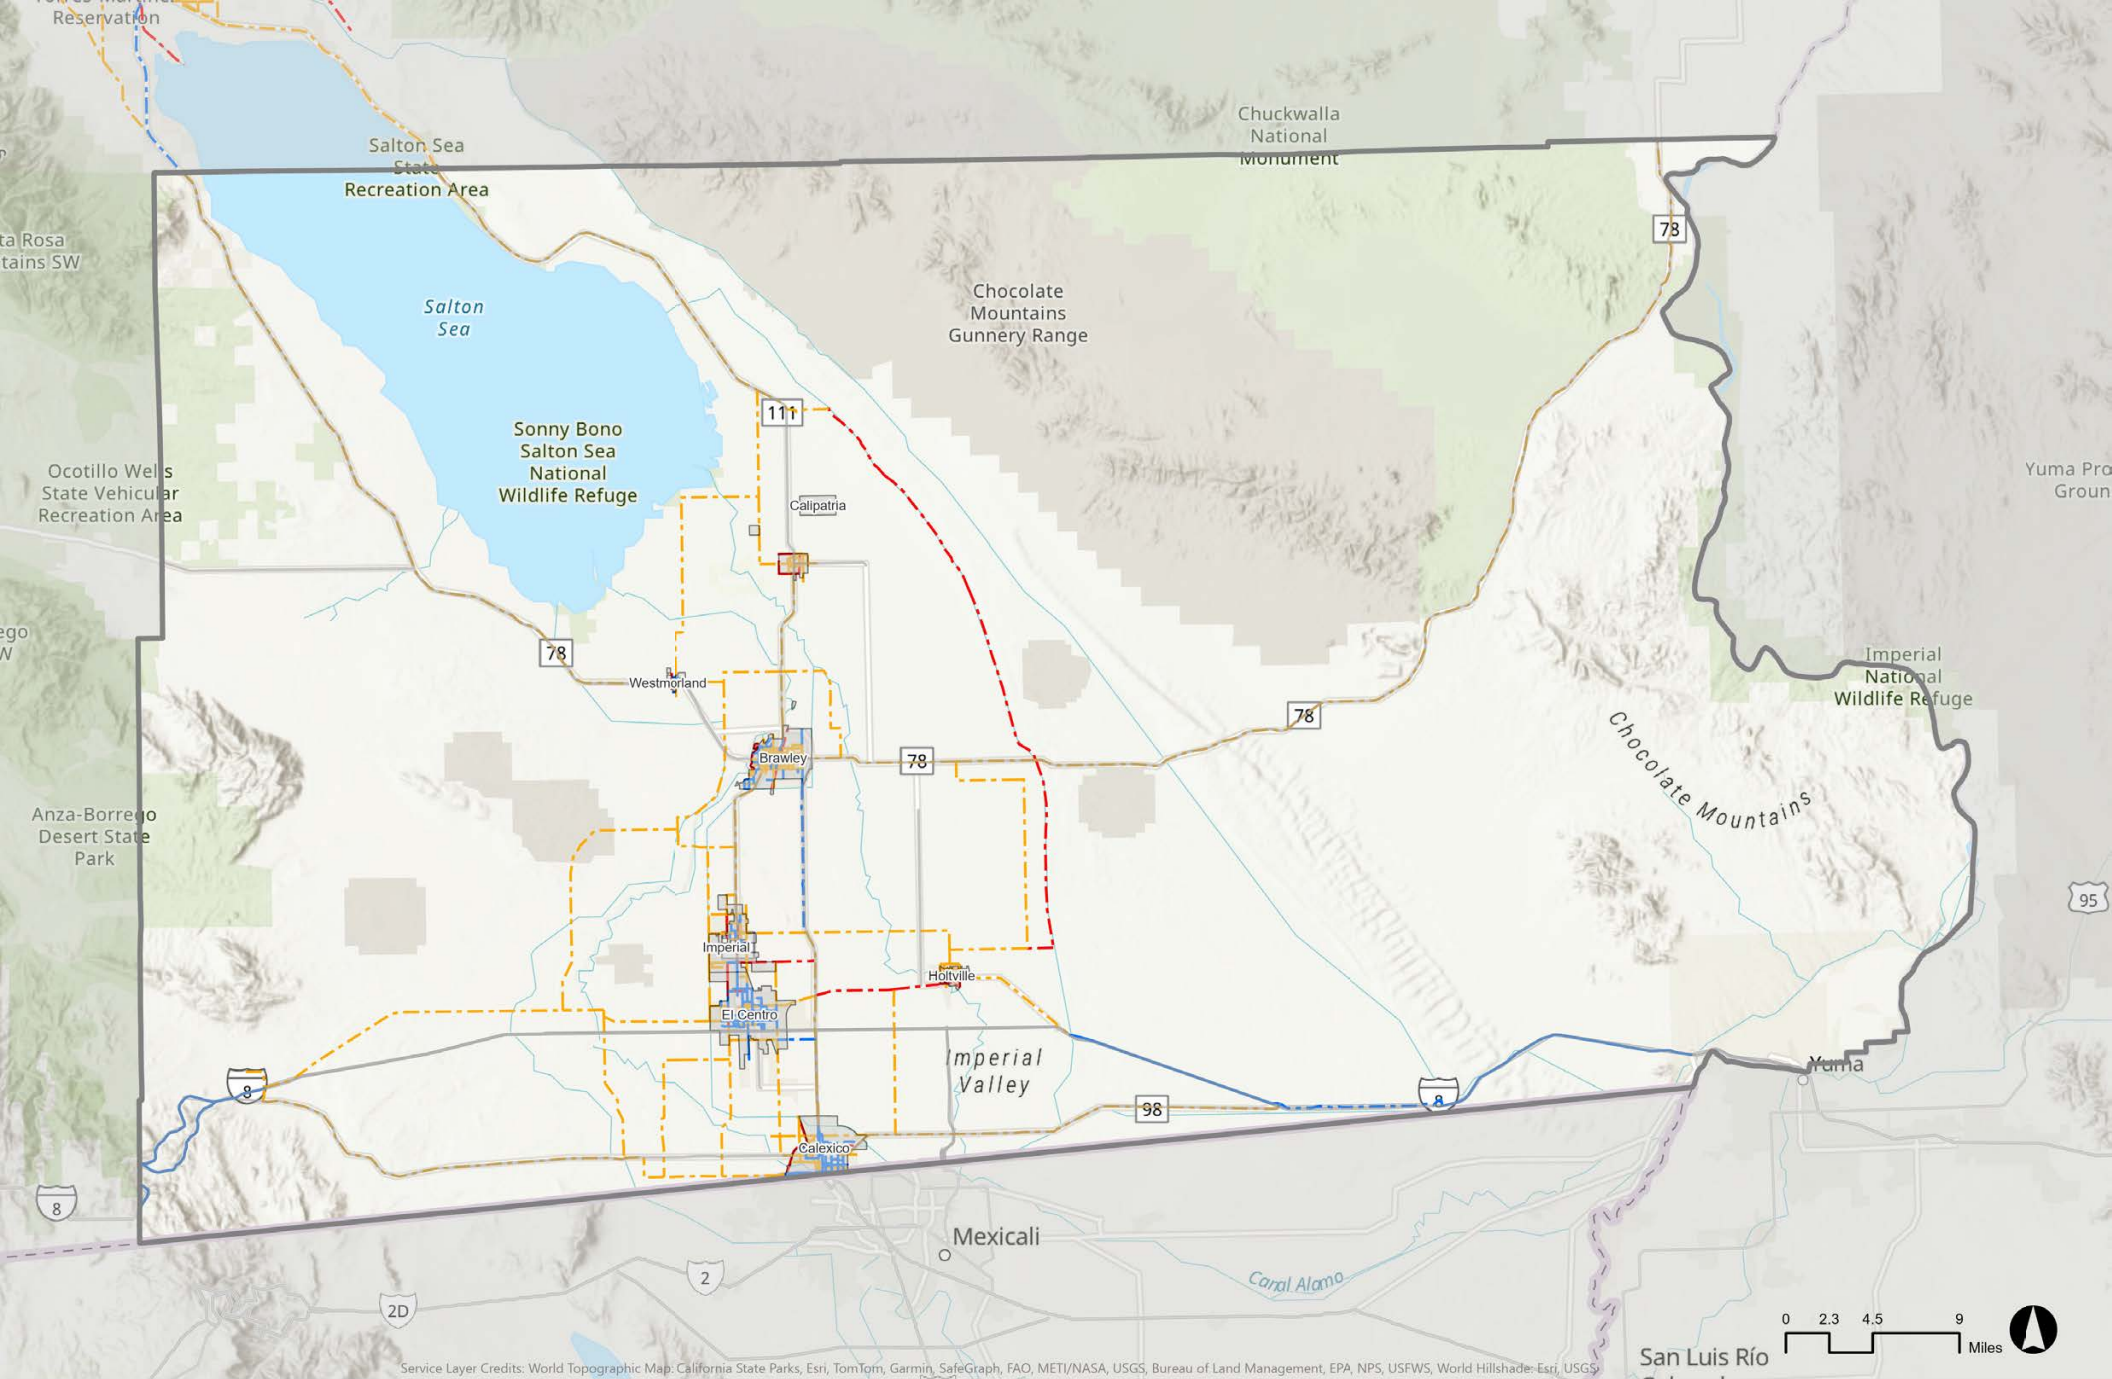 Reservation
Chuckwalla
National
Monument
Salton Sea
State
Recreation Area
78
ta Rosa
tains SW
Salton
Sea
Chocolate
Mountains
Gunnery Range
111
Sonny Bono
Salton Sea
National
Wildlife Refuge
Ocotillo Wells
State Vehicular
Recreation Area
Yuma Pro
Groun
Calipatria
ego
W
78
Westmorland
Imperial
National
Wildlife Refuge
78
Chocolate Mountains
Brawley
78
Anza-Borrego
Desert State
Park
95
Imperial
Holtville
El Centro
Imperial
Valley
8
Yuma
8
98
Calexico
8
Mexicali
2
Canal Alamo
2D
0 2.3 4.5 9
Miles
San Luis Río
Service Layer Credits: World Topographic Map: California State Parks, Esri, TomTom, Garmin, SafeGraph, FAO, METI/NASA, USGS, Bureau of Land Management, EPA, NPS, USFWS, World Hillshade: Esri, USGS